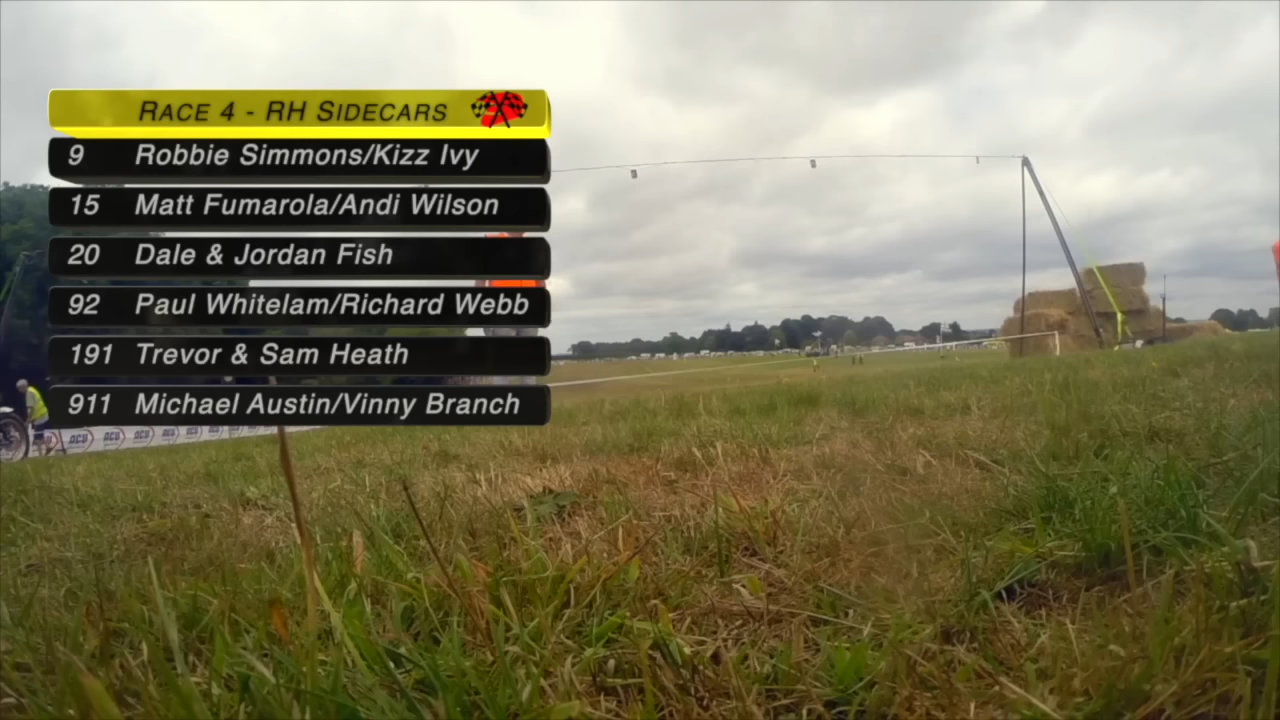 RACE 4 - RH SIDECARS
9 Robbie Simmons/Kizz Ivy
15 Matt Fumarola/Andi Wilson
20 Dale & Jordan Fish
92 Paul Whitelam/Richard Webb
191 Trevor & Sam Heath
911 Michael Austin/Vinny Branch